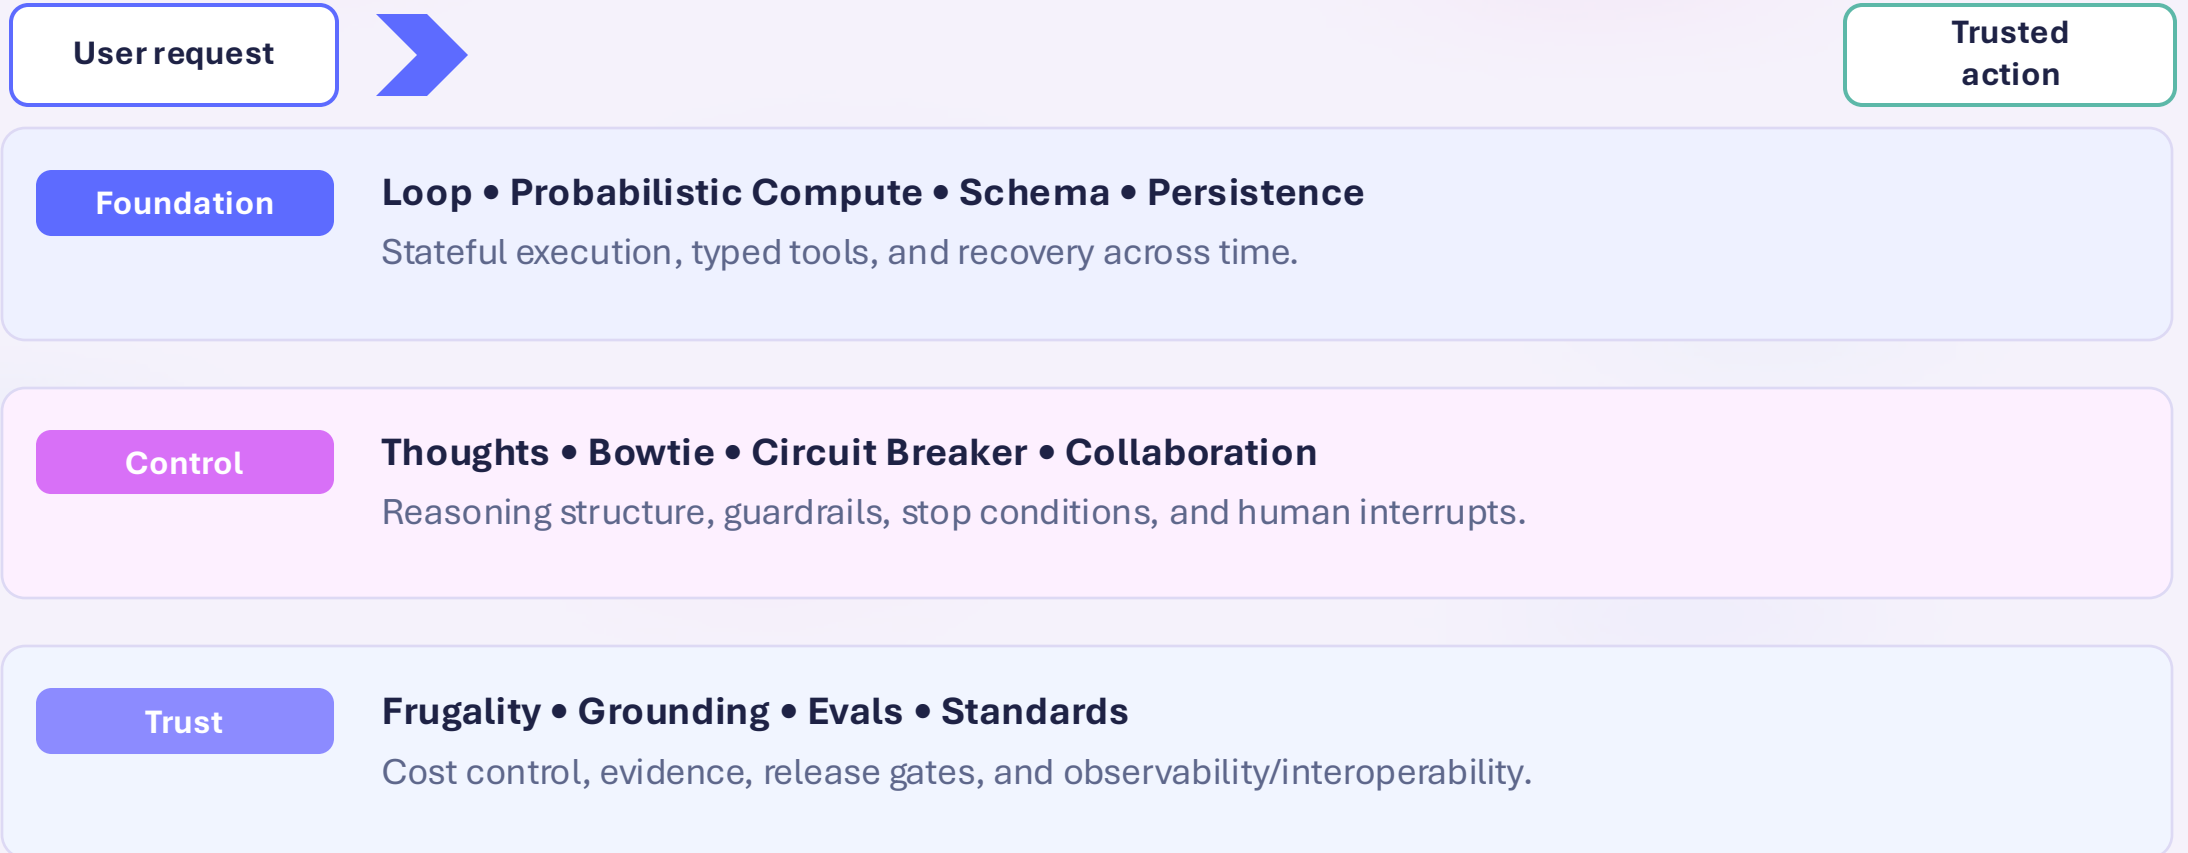 User request
Trusted
action
Foundation
Loop • Probabilistic Compute • Schema • Persistence
Stateful execution, typed tools, and recovery across time.
Control
Thoughts • Bowtie • Circuit Breaker • Collaboration
Reasoning structure, guardrails, stop conditions, and human interrupts.
Trust
Frugality • Grounding • Evals • Standards
Cost control, evidence, release gates, and observability/interoperability.